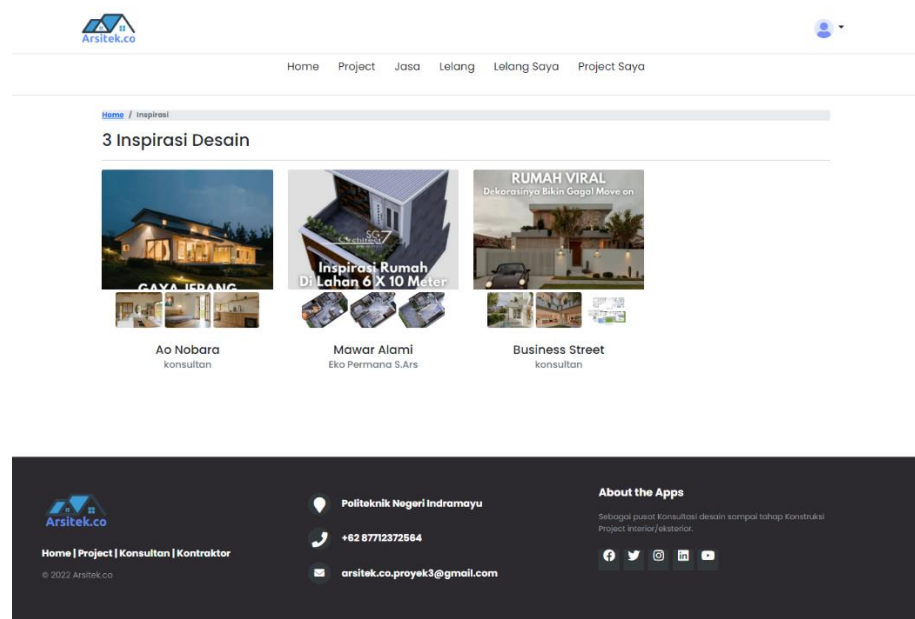 Arsitek.co
Home Project Jasa Lelang Lelang Saya Project Saya
Home / Inspirasi
3 Inspirasi Desain
GAYA JEPANG
SG7
Architect
Inspirasi Rumah
Di Lahan 6 X 10 Meter
RUMAH VIRAL
Dekorasinya Bikin Gagal Move on
Ao Nobara
konsultan
Mawar Alami
Eko Permana S.Ars
Business Street
konsultan
Arsitek.co
Home | Project | Konsultan | Kontraktor
© 2022 Arsitek.co
Politeknik Negeri Indramayu
+62 87712372564
arsitek.co.proyek3@gmail.com
About the Apps
Sebagai pusat Konsultasi desain sampai tahap Konstruksi
Project interior/eksterior.